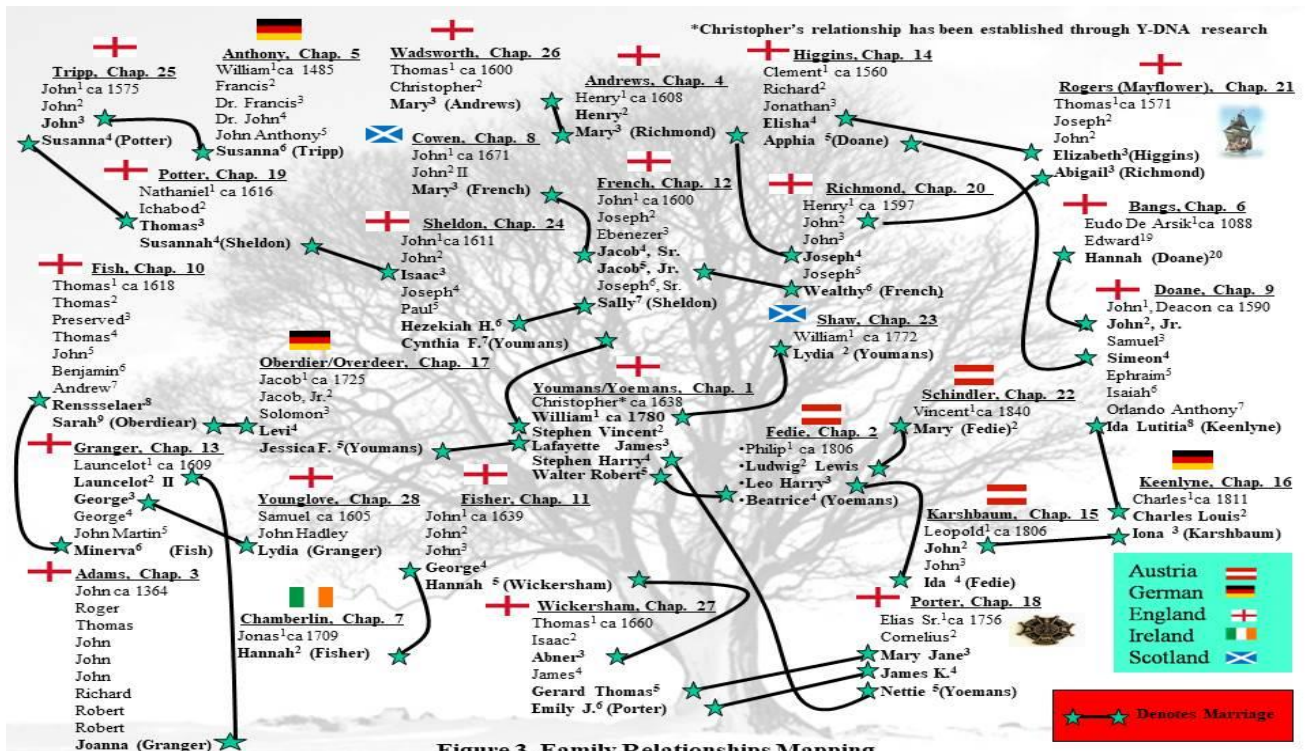 *Christopher's relationship has been established through Y-DNA research
Tripp, Chap. 25
John¹ ca 1575
John²
John³
Susanna⁴ (Potter)
Anthony, Chap. 5
William¹ ca 1485
Francis²
Dr. Francis³
Dr. John⁴
John Anthony⁵
Susanna⁶ (Tripp)
Wadsworth, Chap. 26
Thomas¹ ca 1600
Christopher²
Mary³ (Andrews)
Andrews, Chap. 4
Henry¹ ca 1608
Henry²
Mary³ (Richmond)
Higgins, Chap. 14
Clement¹ ca 1560
Richard²
Jonathan³
Elisha⁴
Apphia ⁵(Doane)
Rogers (Mayflower), Chap. 21
Thomas¹ca 1571
Joseph²
John²
Elizabeth³(Higgins)
Abigail³ (Richmond)
Potter, Chap. 19
Nathaniel¹ ca 1616
Ichabod²
Thomas³
Susannah⁴(Sheldon)
Cowen, Chap. 8
John¹ ca 1671
John² II
Mary³ (French)
Sheldon, Chap. 24
John¹ca 1611
John²
Isaac³
Joseph⁴
Paul⁵
Hezekiah H.⁶
Cynthia F.⁷(Youmans)
French, Chap. 12
John¹ ca 1600
Joseph²
Ebenezer³
Jacob⁴, Sr.
Jacob⁵, Jr.
Joseph⁶, Sr.
Sally⁷ (Sheldon)
Richmond, Chap. 20
Henry¹ ca 1597
John²
John³
Joseph⁴
Joseph⁵
Wealthy⁶ (French)
Bangs, Chap. 6
Eudo De Arsik¹ca 1088
Edward¹⁹
Hannah (Doane)²⁰
Fish, Chap. 10
Thomas¹ ca 1618
Thomas²
Preserved³
Thomas⁴
John⁵
Benjamin⁶
Andrew⁷
Renssselaer⁸
Sarah⁹ (Oberdiear)
Oberdier/Overdeer, Chap. 17
Jacob¹ ca 1725
Jacob, Jr.²
Solomon³
Levi⁴
Jessica F. ⁵(Youmans)
Youmans/Yoemans, Chap. 1
Christopher* ca 1638
William¹ ca 1780
Stephen Vincent²
Lafayette James³
Stephen Harry⁴
Walter Robert⁵
Shaw, Chap. 23
William¹ ca 1772
Lydia ² (Youmans)
Doane, Chap. 9
John¹, Deacon ca 1590
John², Jr.
Samuel³
Simeon⁴
Ephraim⁵
Isaiah⁶
Orlando Anthony⁷
Ida Lutitia⁸ (Keenlyne)
Fedie, Chap. 2
•Philip¹ ca 1806
•Ludwig² Lewis
•Leo Harry³
•Beatrice⁴ (Yoemans)
Schindler, Chap. 22
Vincent¹ca 1840
Mary (Fedie)²
Granger, Chap. 13
Launcelot¹ ca 1609
Launcelot² II
George³
George⁴
John Martin⁵
Minerva⁶ (Fish)
Younglove, Chap. 28
Samuel ca 1605
John Hadley
Lydia (Granger)
Fisher, Chap. 11
John¹ ca 1639
John²
John³
George⁴
Hannah ⁵ (Wickersham)
Karshbaum, Chap. 15
Leopold¹ ca 1806
John²
John³
Ida ⁴ (Fedie)
Keenlyne, Chap. 16
Charles¹ca 1811
Charles Louis²
Iona ³ (Karshbaum)
Adams, Chap. 3
John ca 1364
Roger
Thomas
John
John
John
Richard
Robert
Robert
Joanna (Granger)
Chamberlin, Chap. 7
Jonas¹ca 1709
Hannah² (Fisher)
Wickersham, Chap. 27
Thomas¹ ca 1660
Isaac²
Abner³
James⁴
Gerard Thomas⁵
Emily J.⁶ (Porter)
Porter, Chap. 18
Elias Sr.¹ca 1756
Cornelius²
Mary Jane³
James K.⁴
Nettie ⁵(Yoemans)
Austria
German
England
Ireland
Scotland
Denotes Marriage
Figure 3. Family Relationships Mapping